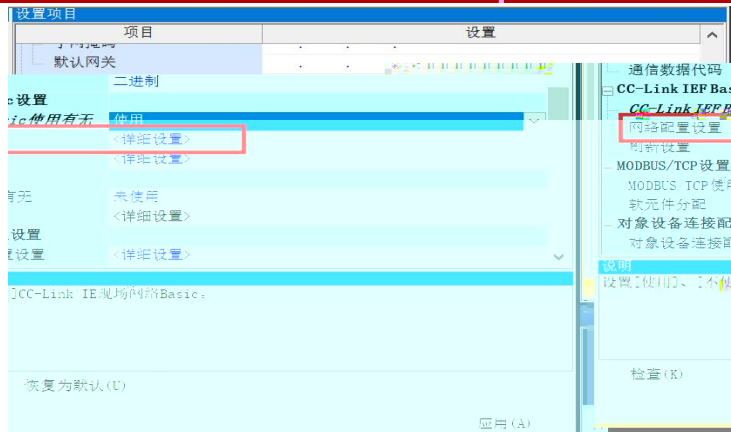 设置项目
项目 设置
子网掩码 . . .
默认网关 . . .
二进制
通信数据代码
c设置
CC-Link IEF Bas
ic使用有无 使用
CC-Link IEF B
<详细设置>
网络配置设置
<详细设置>
刷新设置
MODBUS/TCP设置
有无 未使用
MODBUS TCP使用
<详细设置>
软元件分配
设置
对象设备连接配
置设置 <详细设置>
对象设备连接配
说明
]CC-Link IE现场网络Basic。
设置[使用]、[不使
恢复为默认(U)
检查(K)
应用(A)